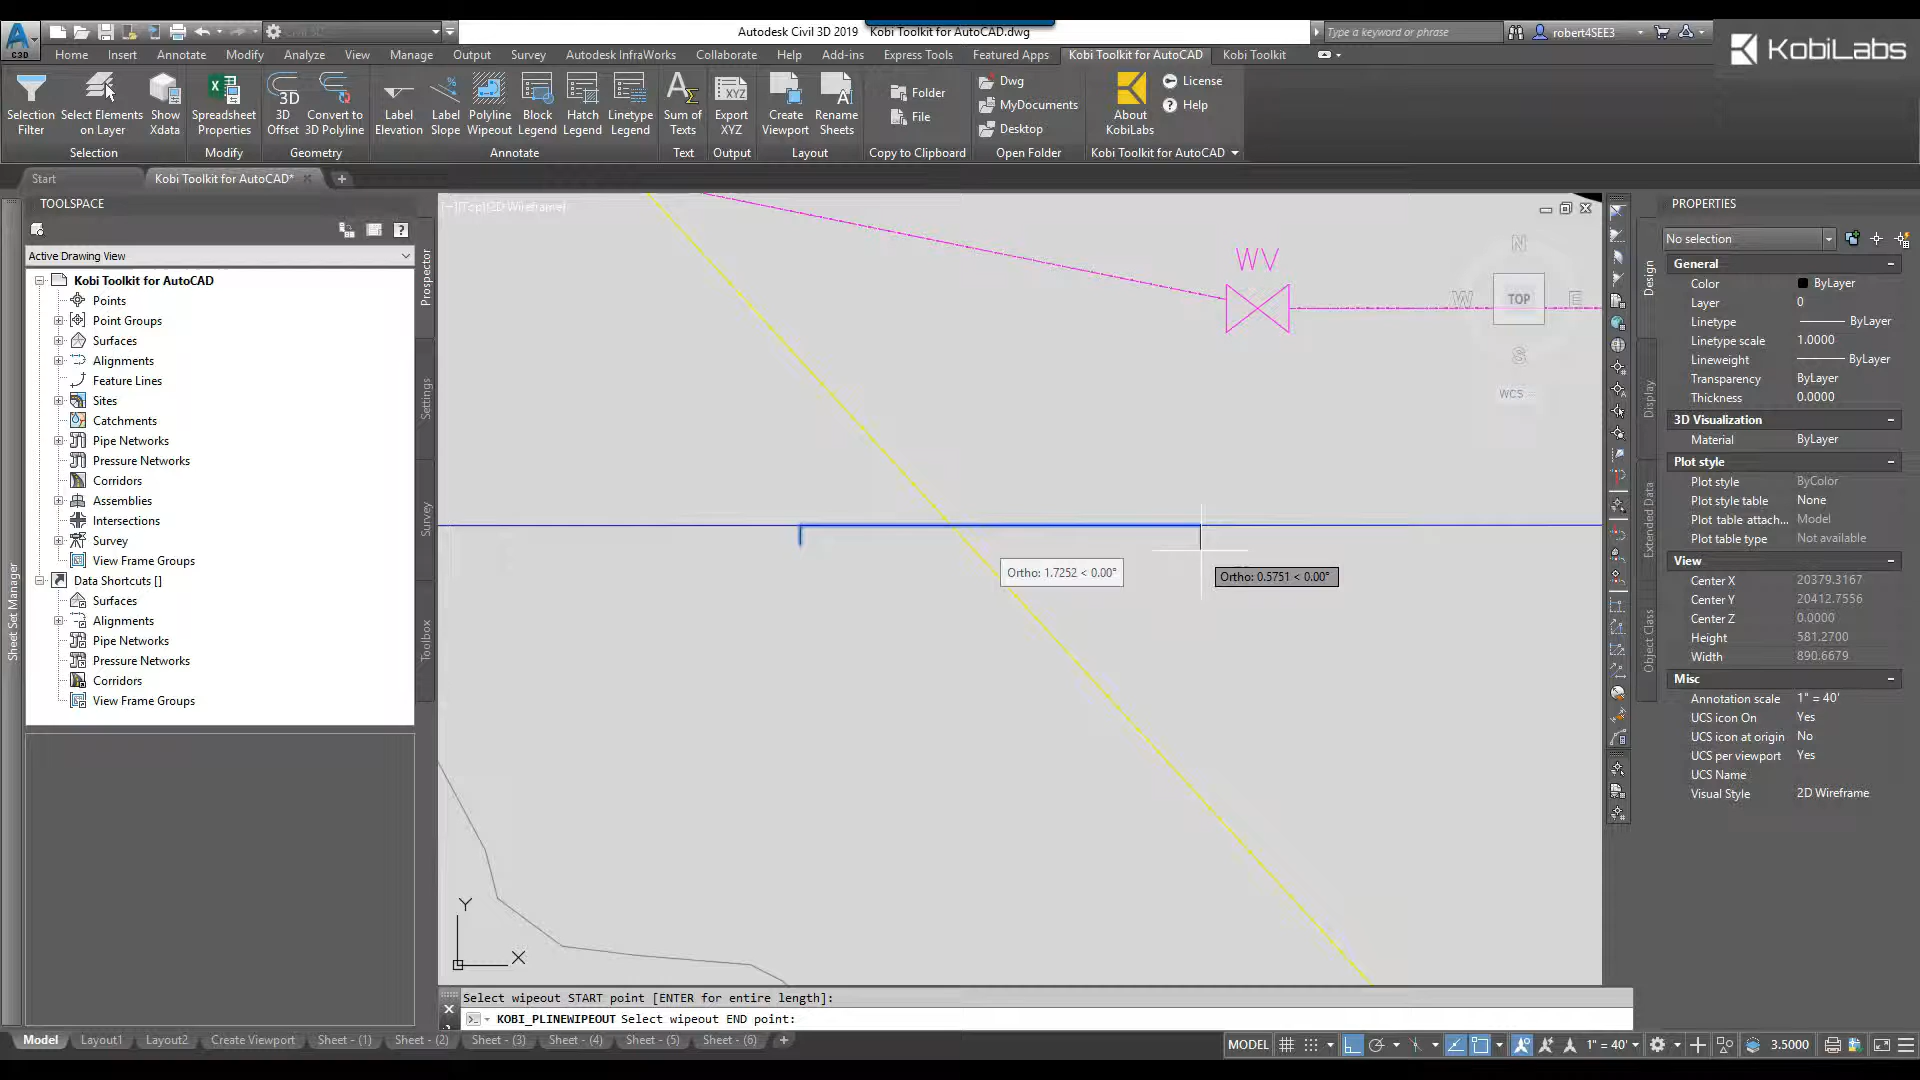 Autodesk Civil 3D 2019 Kobi Toolkit for AutoCAD.dwg
Type a keyword or phrase
robert4SEE3
KobiLabs
C3D
Home Insert Annotate Modify Analyze View Manage Output Survey Autodesk InfraWorks Collaborate Help Add-ins Express Tools Featured Apps Kobi Toolkit for AutoCAD Kobi Toolkit
Selection Filter
Select Elements on Layer
Show Xdata
Spreadsheet Properties
3D Offset
Convert to 3D Polyline
Label Elevation
Label Slope
Polyline Wipeout
Block Legend
Hatch Legend
Linetype Legend
Sum of Texts
XYZ
Export XYZ
Create Viewport
Rename Sheets
Folder
File
Dwg
MyDocuments
Desktop
About KobiLabs
License
Help
Selection Modify Geometry Annotate Text Output Layout Copy to Clipboard Open Folder Kobi Toolkit for AutoCAD
Start Kobi Toolkit for AutoCAD*
TOOLSPACE
Active Drawing View
Kobi Toolkit for AutoCAD
Points
Point Groups
Surfaces
Alignments
Feature Lines
Sites
Catchments
Pipe Networks
Pressure Networks
Corridors
Assemblies
Intersections
Survey
View Frame Groups
Data Shortcuts []
Surfaces
Alignments
Pipe Networks
Pressure Networks
Corridors
View Frame Groups
Sheet Set Manager
Prospector
Settings
Survey
Toolbox
[−][Top][2D Wireframe]
WV
N
W
TOP
E
S
WCS
Ortho: 1.7252 < 0.00°
Ortho: 0.5751 < 0.00°
Y
X
Select wipeout START point [ENTER for entire length]:
KOBI_PLINEWIPEOUT Select wipeout END point:
PROPERTIES
No selection
Design
Display
Extended Data
Object Class
General
Color ByLayer
Layer 0
Linetype ByLayer
Linetype scale 1.0000
Lineweight ByLayer
Transparency ByLayer
Thickness 0.0000
3D Visualization
Material ByLayer
Plot style
Plot style ByColor
Plot style table None
Plot table attach... Model
Plot table type Not available
View
Center X 20379.3167
Center Y 20412.7556
Center Z 0.0000
Height 581.2700
Width 890.6679
Misc
Annotation scale 1" = 40'
UCS icon On Yes
UCS icon at origin No
UCS per viewport Yes
UCS Name
Visual Style 2D Wireframe
Model Layout1 Layout2 Create Viewport Sheet - (1) Sheet - (2) Sheet - (3) Sheet - (4) Sheet - (5) Sheet - (6)
MODEL 1" = 40' 3.5000